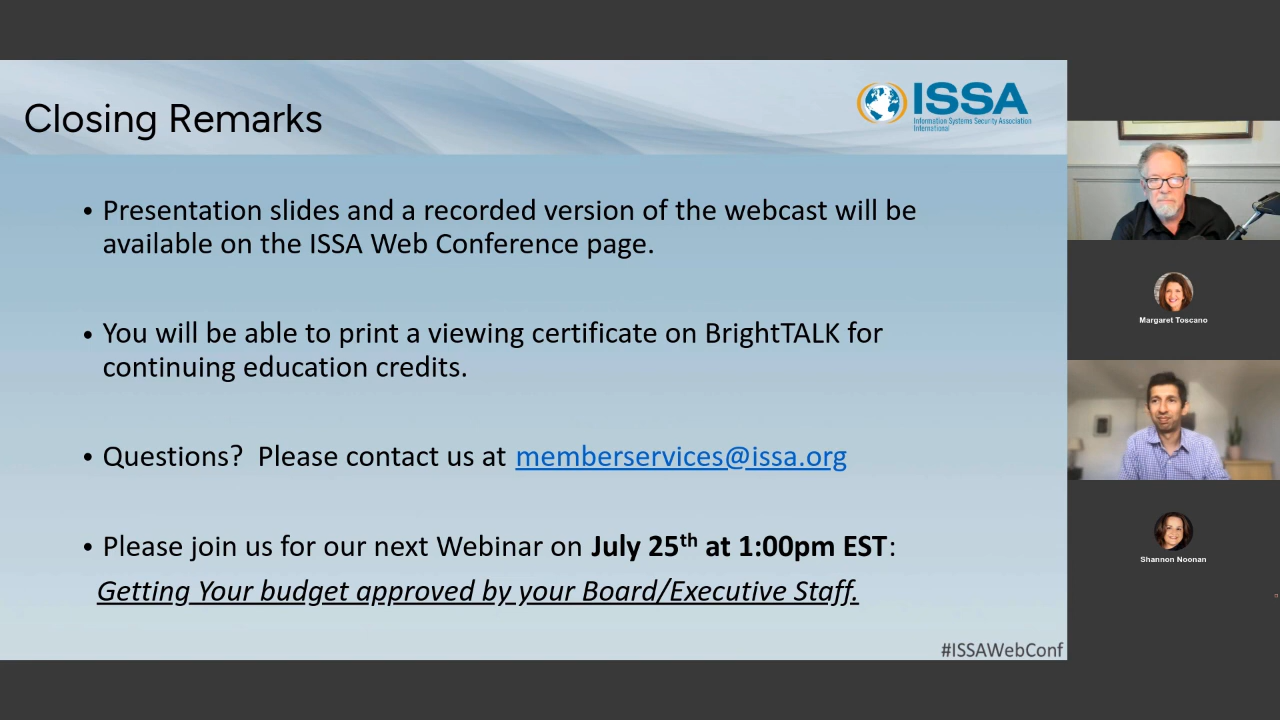 Closing Remarks
ISSA
Information Systems Security Association
International
• Presentation slides and a recorded version of the webcast will be
available on the ISSA Web Conference page.
• You will be able to print a viewing certificate on BrightTALK for
continuing education credits.
• Questions?  Please contact us at memberservices@issa.org
• Please join us for our next Webinar on July 25th at 1:00pm EST:
Getting Your budget approved by your Board/Executive Staff.
#ISSAWebConf
Margaret Toscano
Shannon Noonan